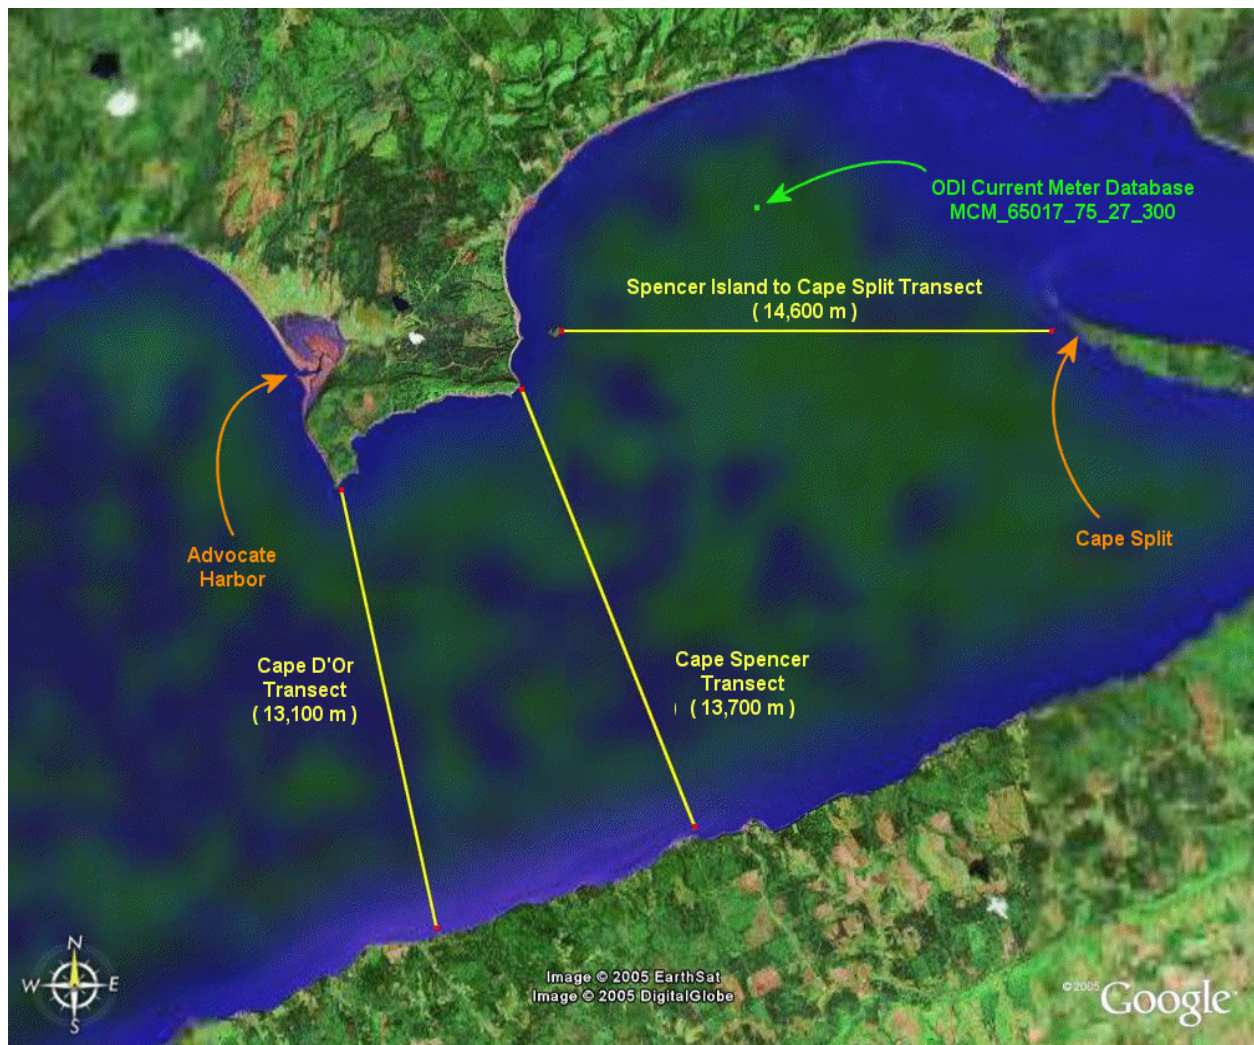 ODI Current Meter Database
MCM_65017_75_27_300
Spencer Island to Cape Split Transect
( 14,600 m )
Advocate
Harbor
Cape Split
Cape D'Or
Transect
( 13,100 m )
Cape Spencer
Transect
( 13,700 m )
N
W E
S
Image © 2005 EarthSat
Image © 2005 DigitalGlobe
© 2005 Google